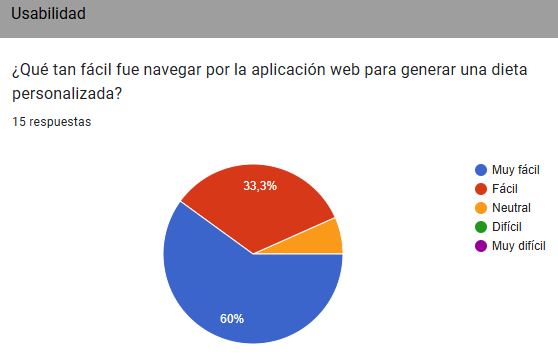 Usabilidad
¿Qué tan fácil fue navegar por la aplicación web para generar una dieta
personalizada?
15 respuestas
33,3%
60%
Muy fácil
Fácil
Neutral
Difícil
Muy difícil